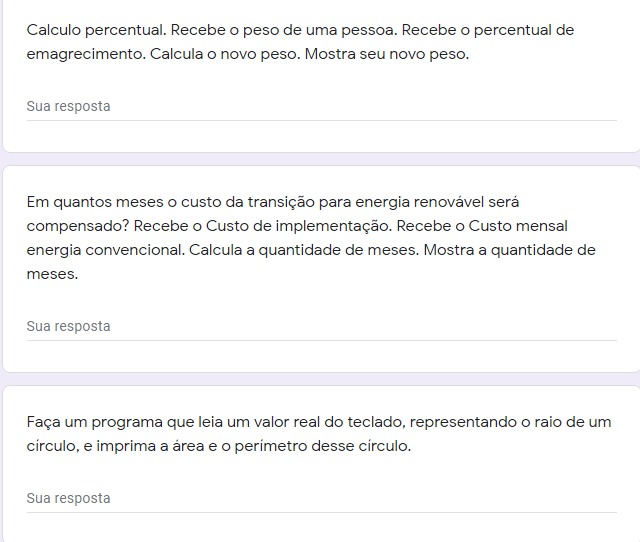 Calculo percentual. Recebe o peso de uma pessoa. Recebe o percentual de
emagrecimento. Calcula o novo peso. Mostra seu novo peso.
Sua resposta
Em quantos meses o custo da transição para energia renovável será
compensado? Recebe o Custo de implementação. Recebe o Custo mensal
energia convencional. Calcula a quantidade de meses. Mostra a quantidade de
meses.
Sua resposta
Faça um programa que leia um valor real do teclado, representando o raio de um
círculo, e imprima a área e o perímetro desse círculo.
Sua resposta